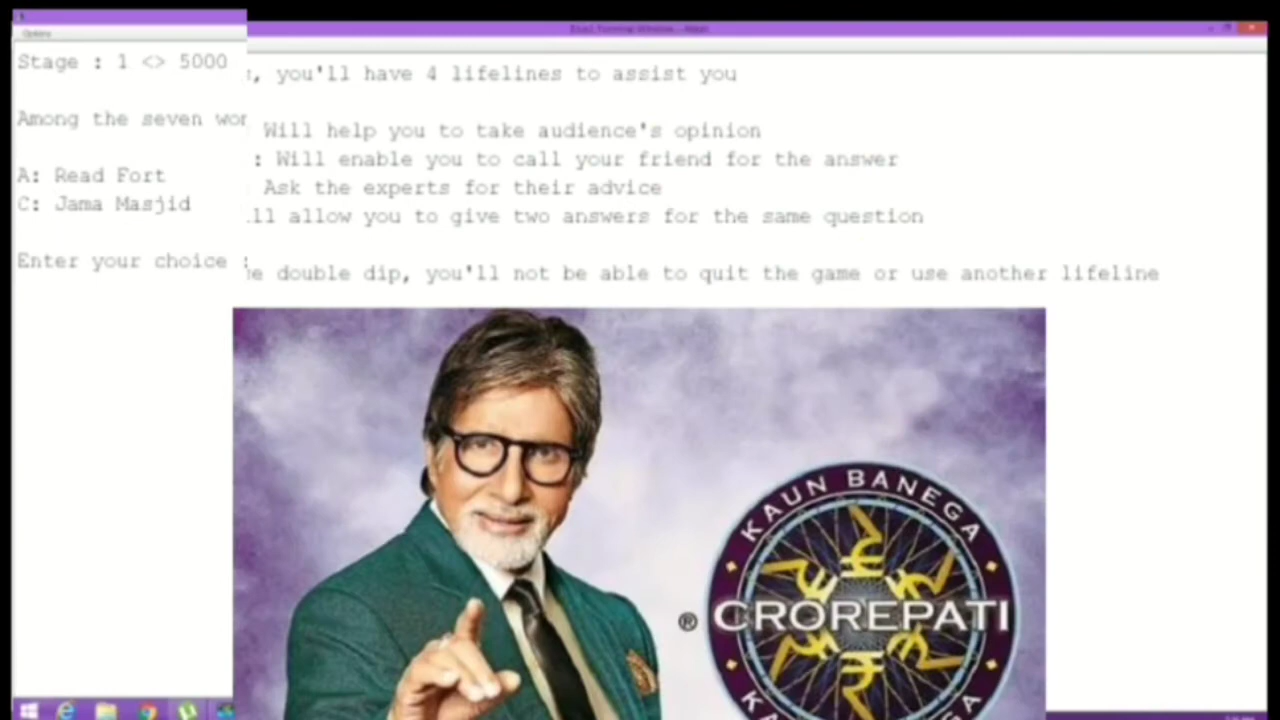 Options
Stage : 1 <> 5000
Among the seven wor
A: Read Fort
C: Jama Masjid
Enter your choice :
, you'll have 4 lifelines to assist you
Will help you to take audience's opinion
: Will enable you to call your friend for the answer
Ask the experts for their advice
ll allow you to give two answers for the same question
e double dip, you'll not be able to quit the game or use another lifeline
KAUN BANEGA
® CROREPATI